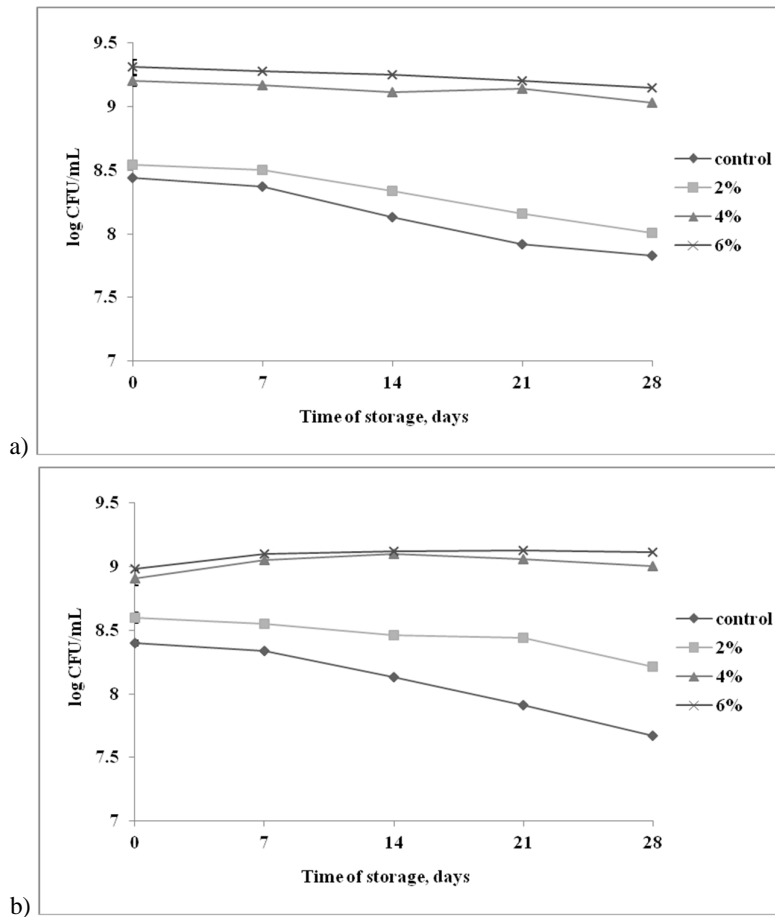 9.5
9
8.5
8
7.5
7
log CFU/mL
0 7 14 21 28
Time of storage, days
control
2%
4%
6%
a)
9.5
9
8.5
8
7.5
7
log CFU/mL
0 7 14 21 28
Time of storage, days
control
2%
4%
6%
b)